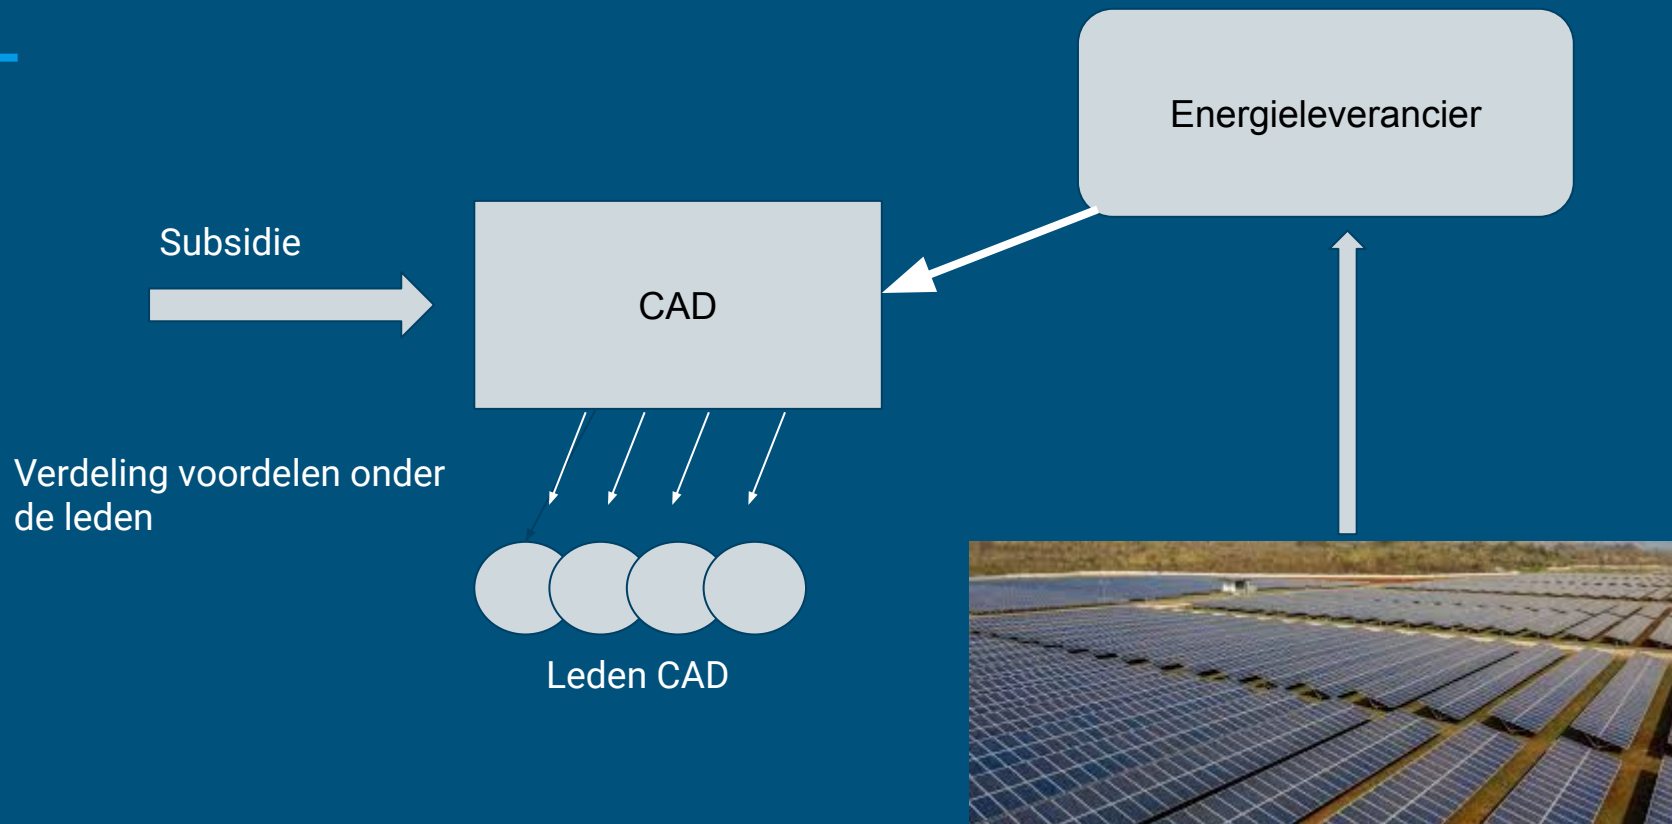 Energieleverancier
Subsidie
CAD
Verdeling voordelen onder
de leden
Leden CAD